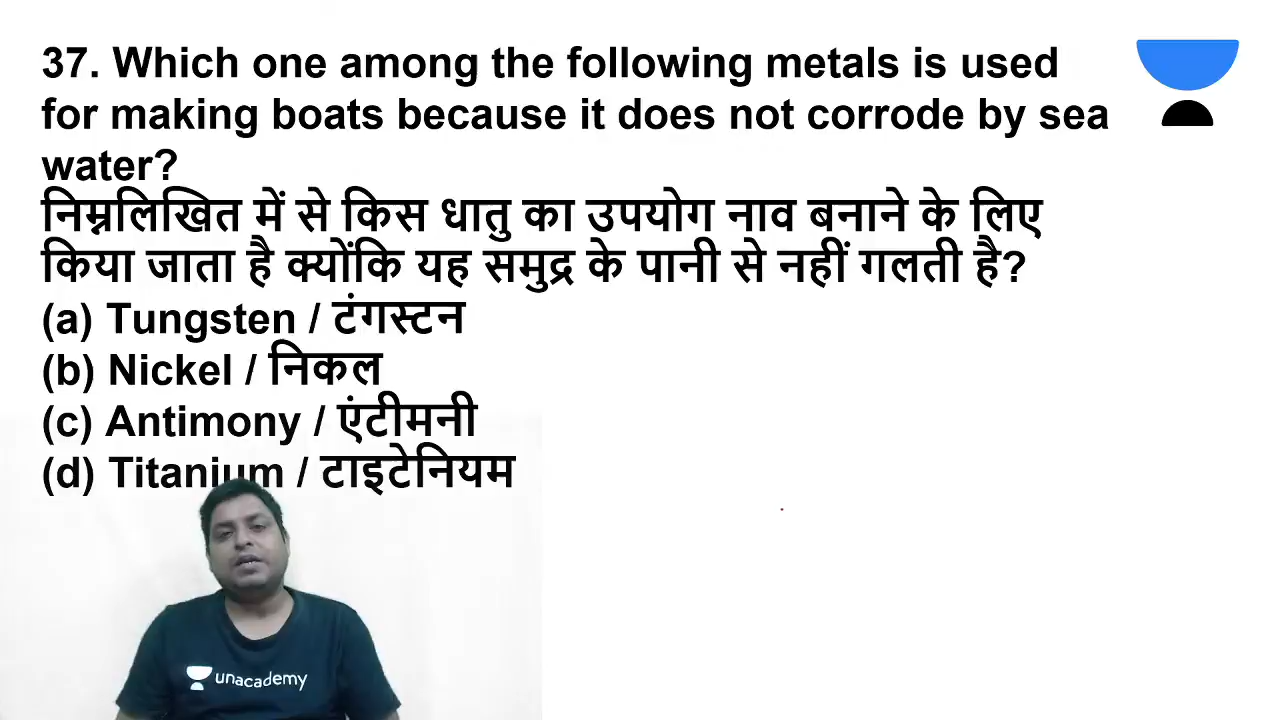 37. Which one among the following metals is used
for making boats because it does not corrode by sea
water?
निम्नलिखित में से किस धातु का उपयोग नाव बनाने के लिए
किया जाता है क्योंकि यह समुद्र के पानी से नहीं गलती है?
(a) Tungsten / टंगस्टन
(b) Nickel / निकल
(c) Antimony / एंटीमनी
(d) Titanium / टाइटेनियम
unacademy